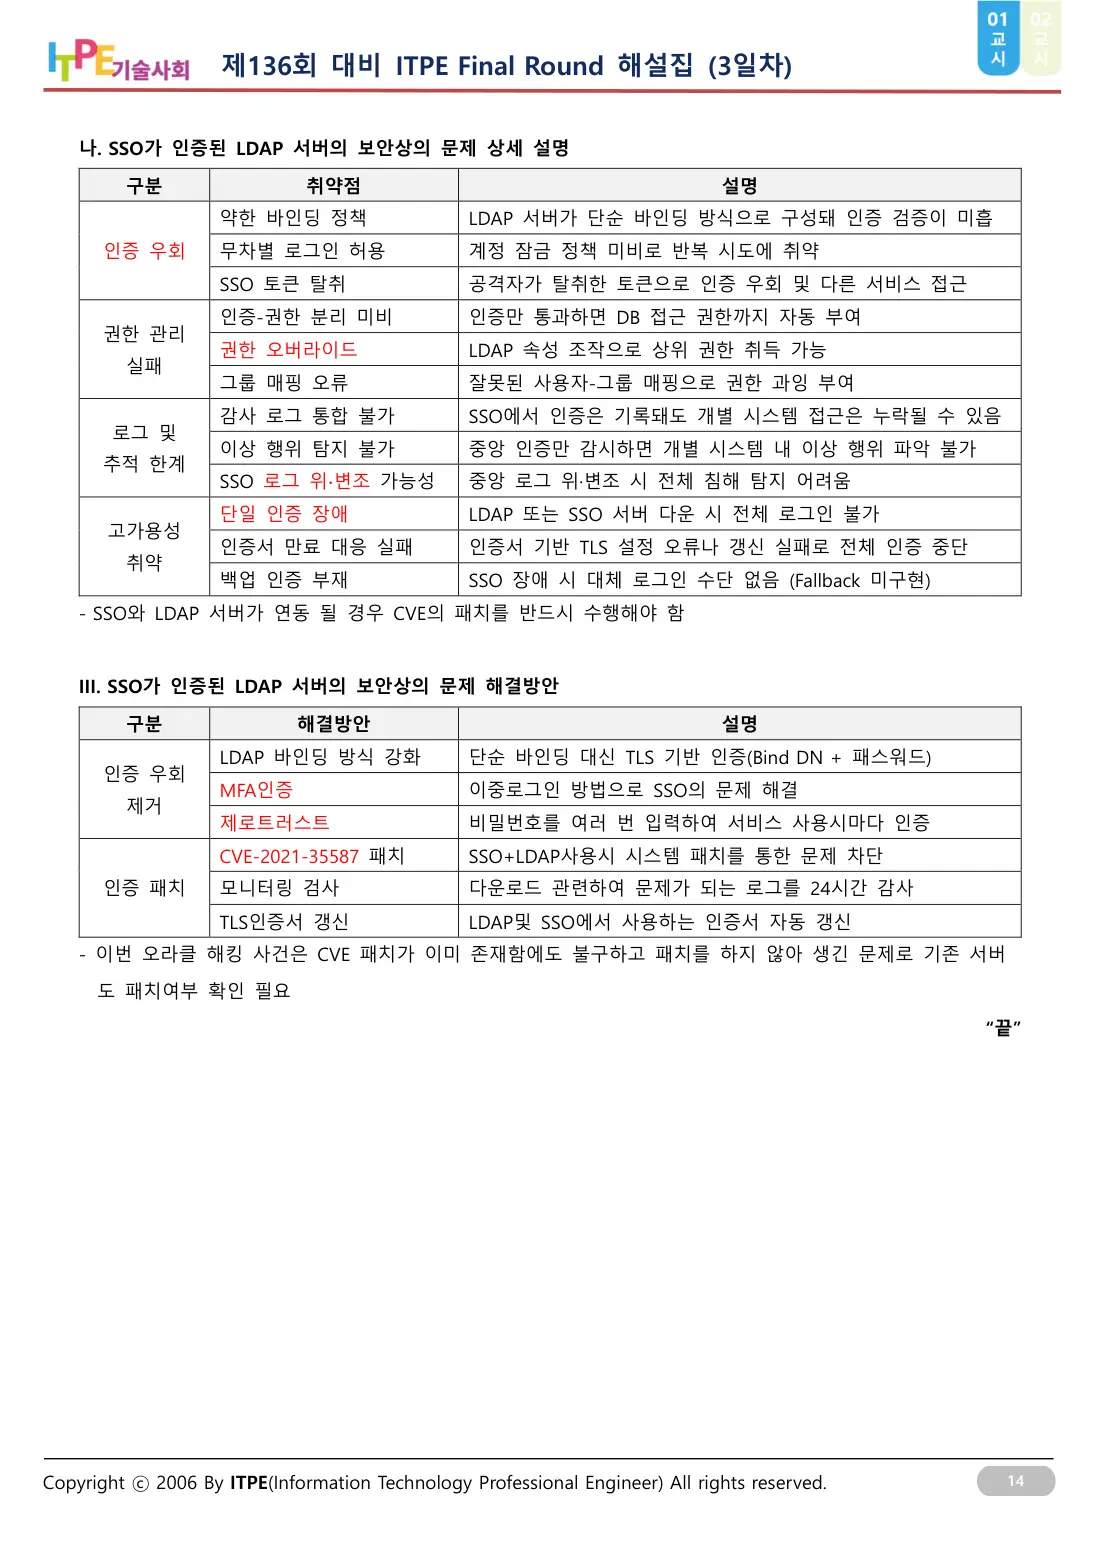 ITPE기술사회 제136회 대비 ITPE Final Round 해설집 (3일차)
01 교 시
02 교 시
나. SSO가 인증된 LDAP 서버의 보안상의 문제 상세 설명
구분 취약점 설명
인증 우회
약한 바인딩 정책 LDAP 서버가 단순 바인딩 방식으로 구성돼 인증 검증이 미흡
무차별 로그인 허용 계정 잠금 정책 미비로 반복 시도에 취약
SSO 토큰 탈취 공격자가 탈취한 토큰으로 인증 우회 및 다른 서비스 접근
권한 관리
실패
인증-권한 분리 미비 인증만 통과하면 DB 접근 권한까지 자동 부여
권한 오버라이드 LDAP 속성 조작으로 상위 권한 취득 가능
그룹 매핑 오류 잘못된 사용자-그룹 매핑으로 권한 과잉 부여
로그 및
추적 한계
감사 로그 통합 불가 SSO에서 인증은 기록돼도 개별 시스템 접근은 누락될 수 있음
이상 행위 탐지 불가 중앙 인증만 감시하면 개별 시스템 내 이상 행위 파악 불가
SSO 로그 위·변조 가능성 중앙 로그 위·변조 시 전체 침해 탐지 어려움
고가용성
취약
단일 인증 장애 LDAP 또는 SSO 서버 다운 시 전체 로그인 불가
인증서 만료 대응 실패 인증서 기반 TLS 설정 오류나 갱신 실패로 전체 인증 중단
백업 인증 부재 SSO 장애 시 대체 로그인 수단 없음 (Fallback 미구현)
- SSO와 LDAP 서버가 연동 될 경우 CVE의 패치를 반드시 수행해야 함
III. SSO가 인증된 LDAP 서버의 보안상의 문제 해결방안
구분 해결방안 설명
인증 우회
제거
LDAP 바인딩 방식 강화 단순 바인딩 대신 TLS 기반 인증(Bind DN + 패스워드)
MFA인증 이중로그인 방법으로 SSO의 문제 해결
제로트러스트 비밀번호를 여러 번 입력하여 서비스 사용시마다 인증
인증 패치
CVE-2021-35587 패치 SSO+LDAP사용시 시스템 패치를 통한 문제 차단
모니터링 검사 다운로드 관련하여 문제가 되는 로그를 24시간 감사
TLS인증서 갱신 LDAP및 SSO에서 사용하는 인증서 자동 갱신
- 이번 오라클 해킹 사건은 CVE 패치가 이미 존재함에도 불구하고 패치를 하지 않아 생긴 문제로 기존 서버
도 패치여부 확인 필요
“끝”
Copyright ⓒ 2006 By ITPE(Information Technology Professional Engineer) All rights reserved.
14